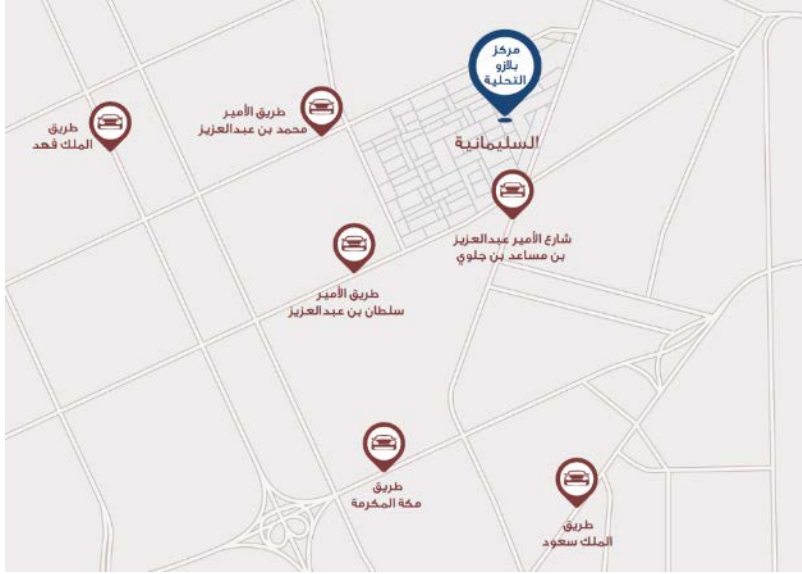 مركز
بلازو
التحلية
السليمانية
طريق الأمير
محمد بن عبدالعزيز
طريق
الملك فهد
شارع الأمير عبدالعزيز
بن مساعد بن جلوي
طريق الأمير
سلطان بن عبدالعزيز
طريق
مكة المكرمة
طريق
الملك سعود